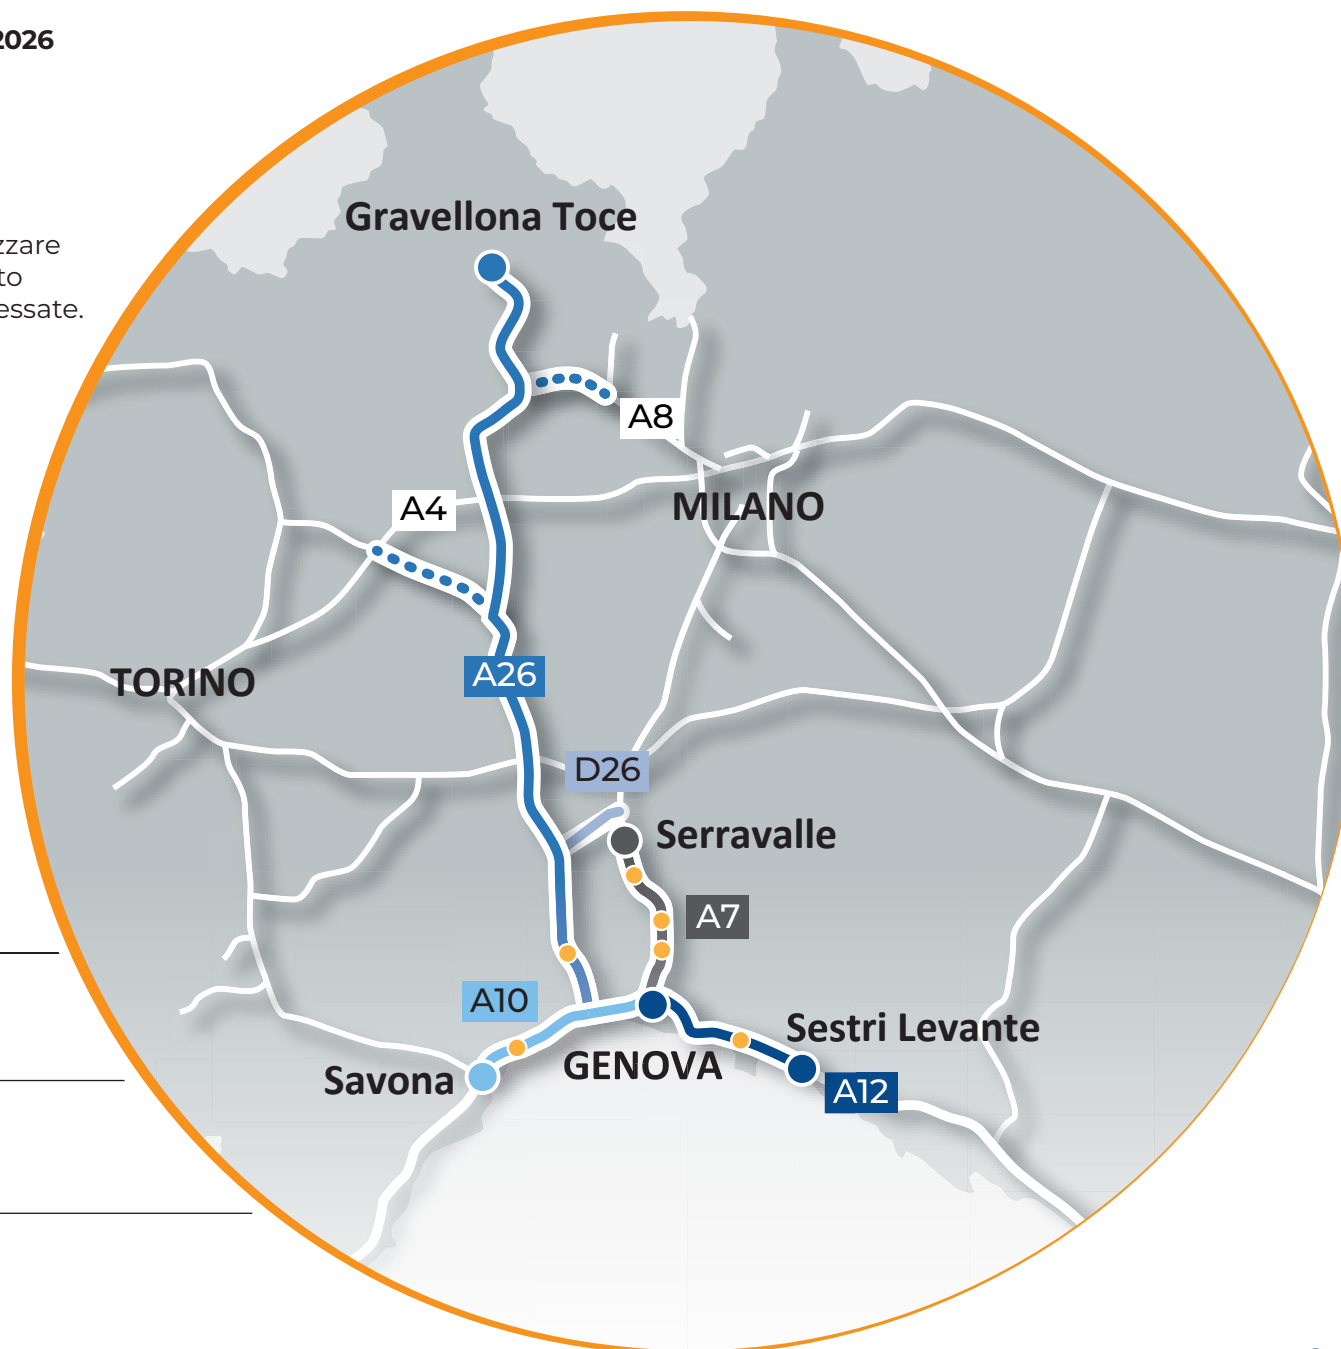 2026
zzare
to
essate.
Gravellona Toce
A8
A4
MILANO
TORINO
A26
D26
Serravalle
A7
A10
Sestri Levante
GENOVA
Savona
A12